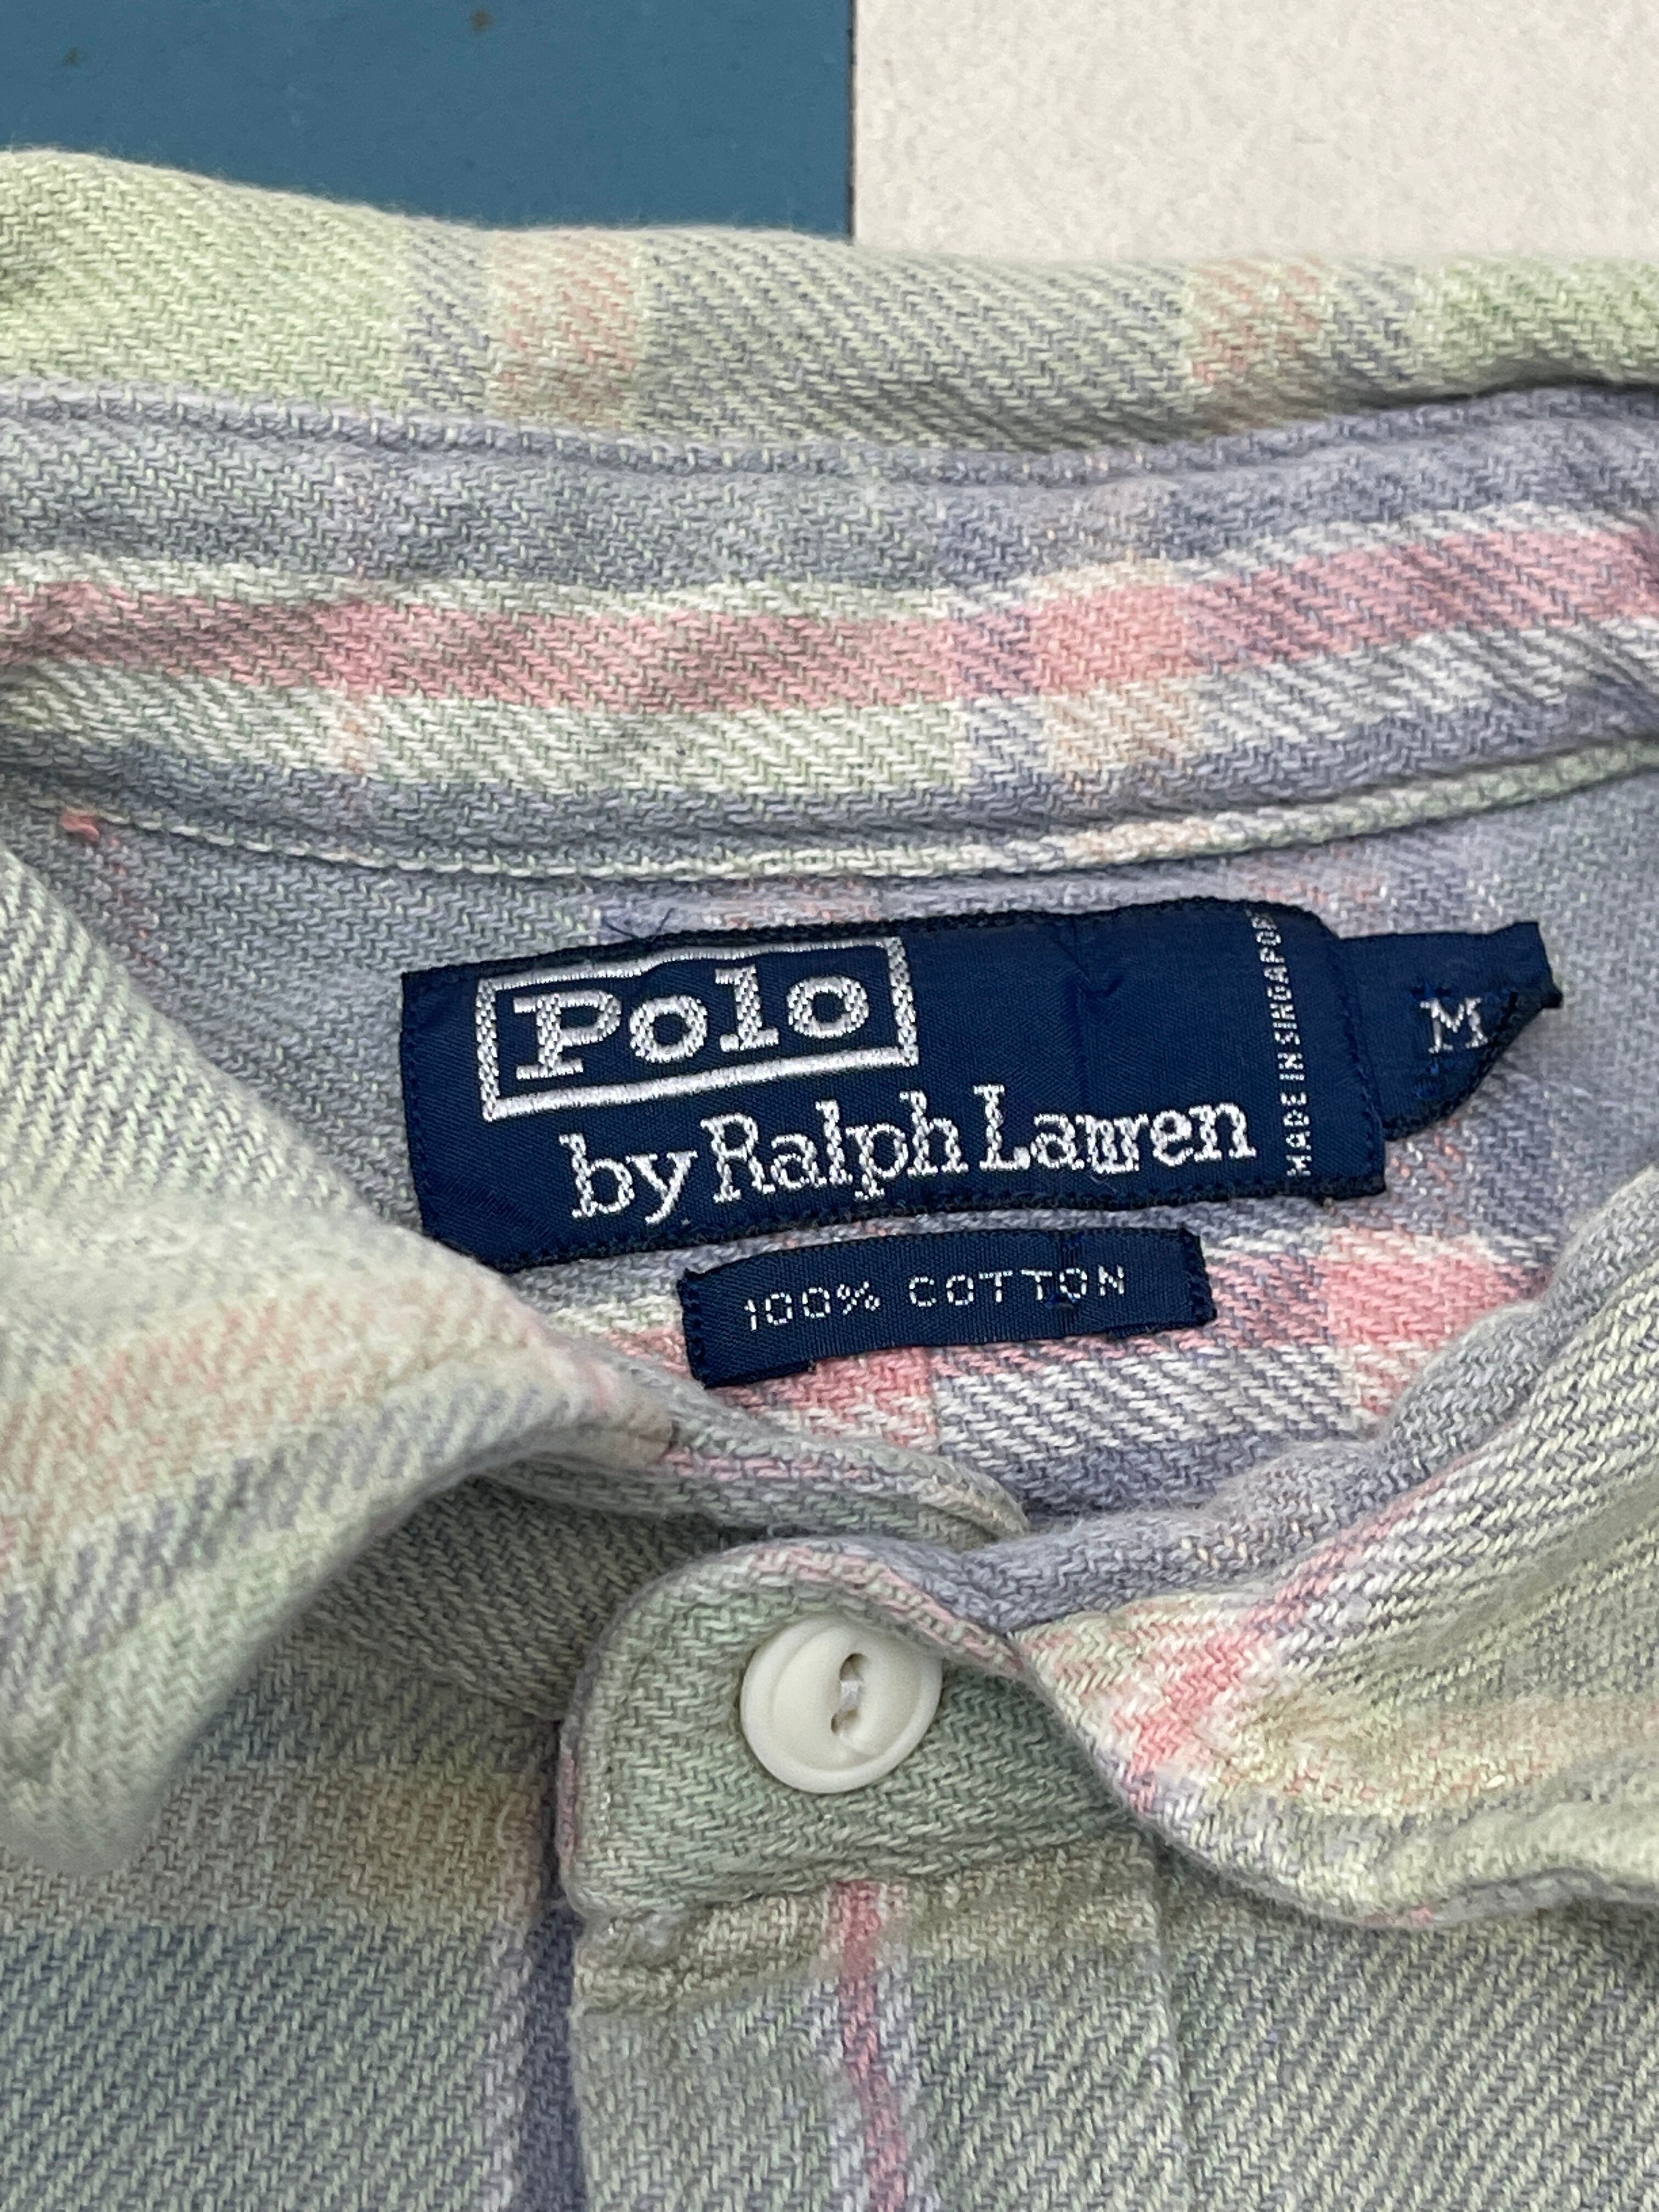 Polo
by Ralph Lauren
MADE IN SINGAPORE
M
100% COTTON